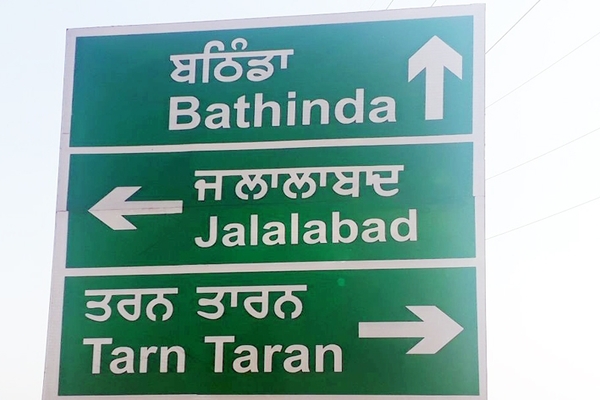 ਬਠਿੰਡਾ
Bathinda
ਜਲਾਲਾਬਾਦ
Jalalabad
ਤਰਨ ਤਾਰਨ
Tarn Taran